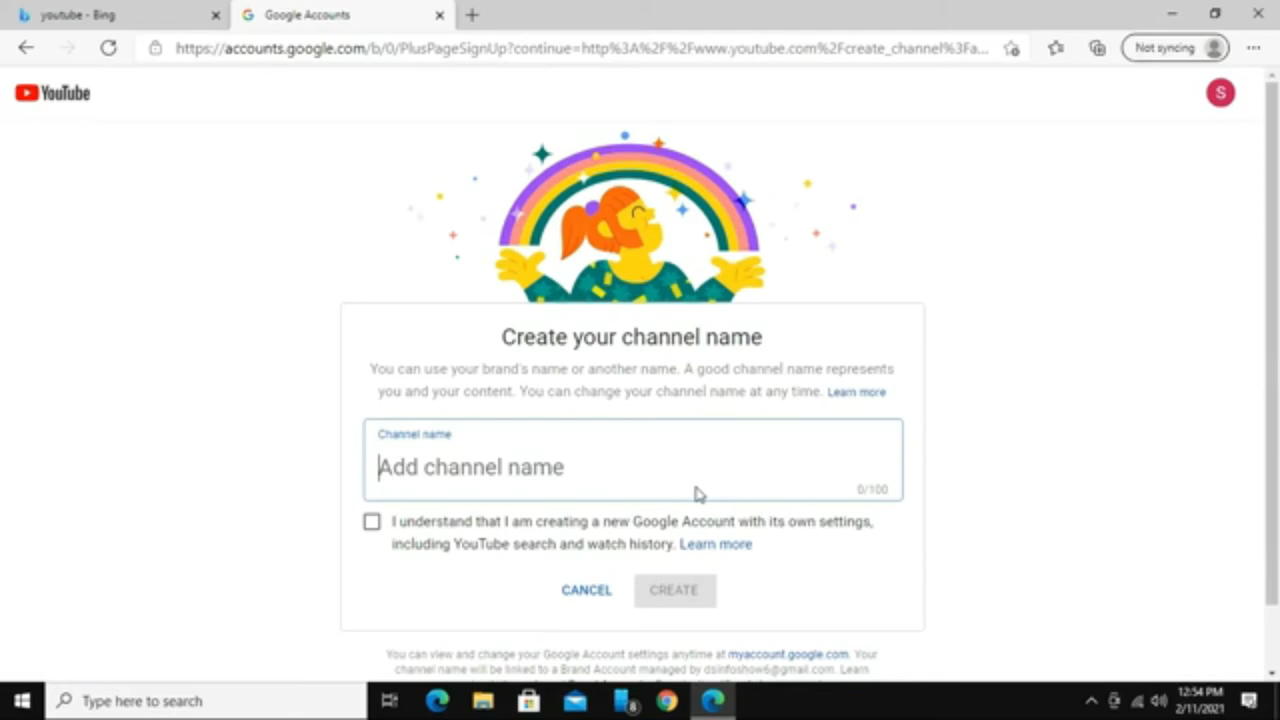 youtube - Bing
Google Accounts
https://accounts.google.com/b/0/PlusPageSignUp?continue=http%3A%2F%2Fwww.youtube.com%2Fcreate_channel%3Fa...
Not syncing
YouTube
S
Create your channel name
You can use your brand's name or another name. A good channel name represents
you and your content. You can change your channel name at any time. Learn more
Channel name
Add channel name
0/100
I understand that I am creating a new Google Account with its own settings,
including YouTube search and watch history. Learn more
CANCEL
CREATE
You can view and change your Google Account settings anytime at myaccount.google.com. Your
channel name will be linked to a Brand Account managed by dsinfoshow6@gmail.com. Learn
Type here to search
8
12:54 PM
2/11/2021